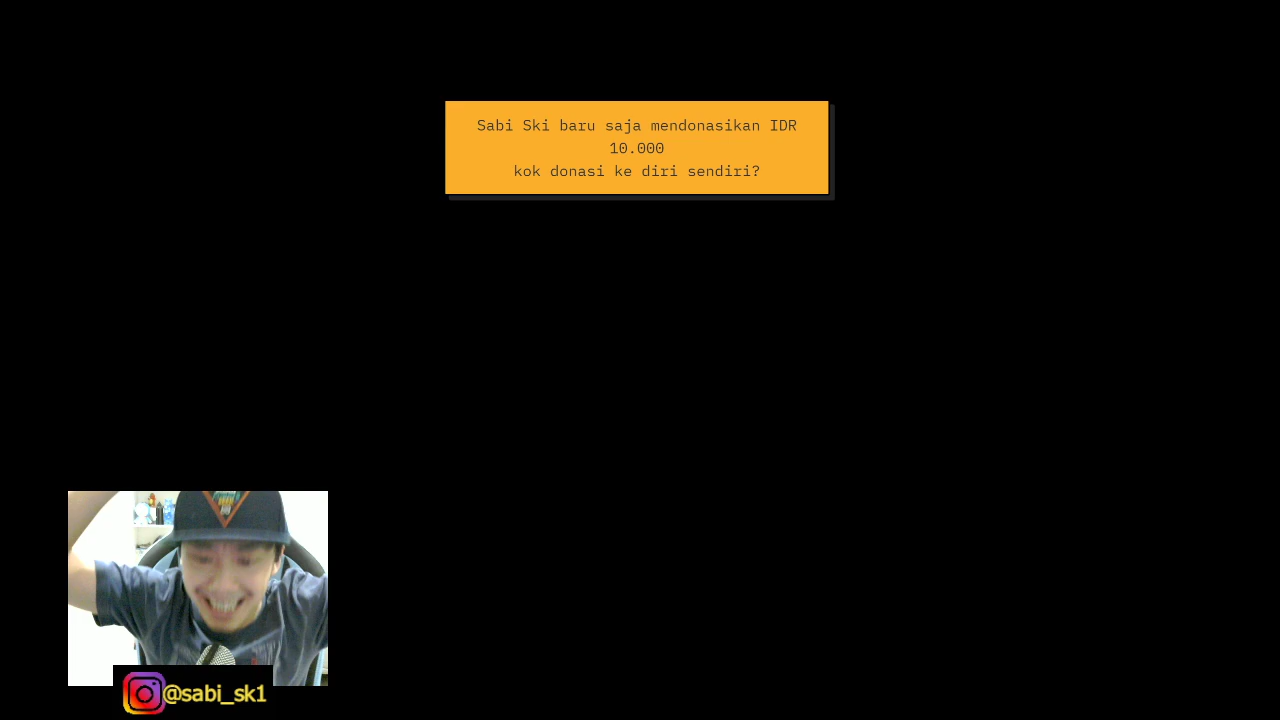 Sabi Ski baru saja mendonasikan IDR
10.000
kok donasi ke diri sendiri?
@sabi_sk1